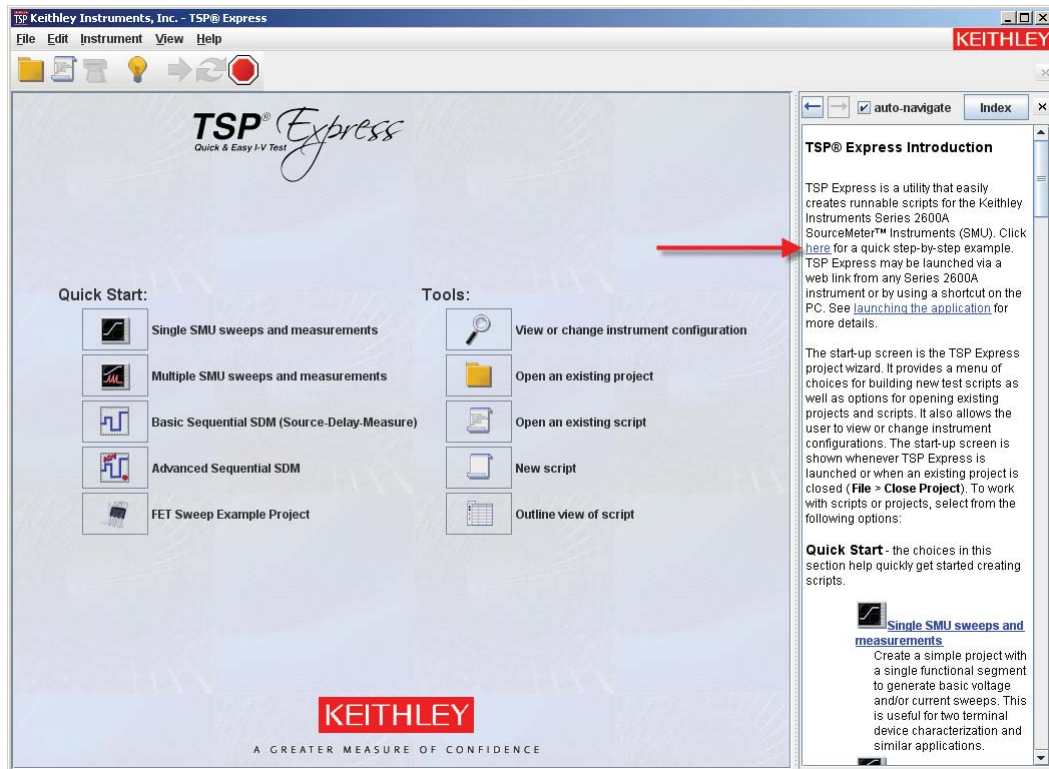 TSP Keithley Instruments, Inc. - TSP® Express
File Edit Instrument View Help
KEITHLEY
TSP® Express
Quick & Easy I-V Test
Quick Start:
Single SMU sweeps and measurements
Multiple SMU sweeps and measurements
Basic Sequential SDM (Source-Delay-Measure)
Advanced Sequential SDM
FET Sweep Example Project
Tools:
View or change instrument configuration
Open an existing project
Open an existing script
New script
Outline view of script
KEITHLEY
A GREATER MEASURE OF CONFIDENCE
auto-navigate Index
TSP® Express Introduction
TSP Express is a utility that easily
creates runnable scripts for the Keithley
Instruments Series 2600A
SourceMeter™ Instruments (SMU). Click
here for a quick step-by-step example.
TSP Express may be launched via a
web link from any Series 2600A
instrument or by using a shortcut on the
PC. See launching the application for
more details.
The start-up screen is the TSP Express
project wizard. It provides a menu of
choices for building new test scripts as
well as options for opening existing
projects and scripts. It also allows the
user to view or change instrument
configurations. The start-up screen is
shown whenever TSP Express is
launched or when an existing project is
closed (File > Close Project). To work
with scripts or projects, select from the
following options:
Quick Start - the choices in this
section help quickly get started creating
scripts.
Single SMU sweeps and
measurements
Create a simple project with
a single functional segment
to generate basic voltage
and/or current sweeps. This
is useful for two terminal
device characterization and
similar applications.